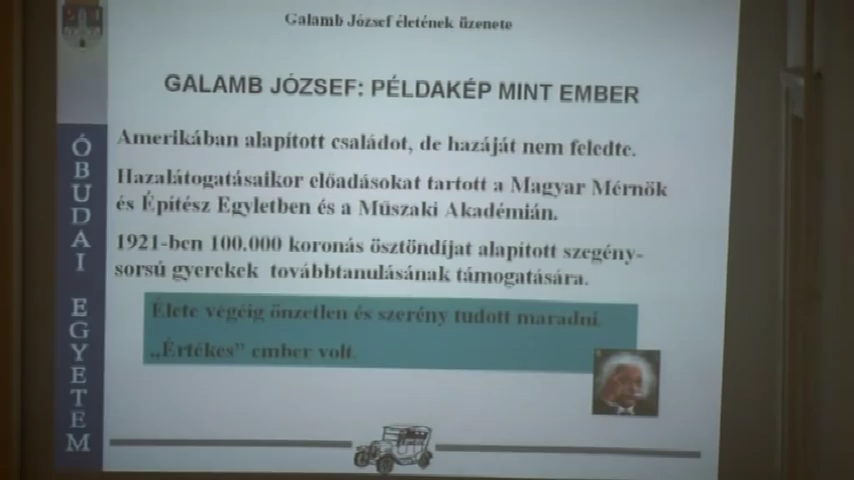 Galamb József életének üzenete
GALAMB JÓZSEF: PÉLDAKÉP MINT EMBER
Amerikában alapított családot, de hazáját nem feledte.
Hazalátogatásaikor előadásokat tartott a Magyar Mérnök
és Építész Egyletben és a Műszaki Akadémián.
1921-ben 100.000 koronás ösztöndíjat alapított szegény-
sorsú gyerekek továbbtanulásának támogatására.
Élete végéig önzetlen és szerény tudott maradni.
„Értékes” ember volt.
ÓBUDAI EGYETEM